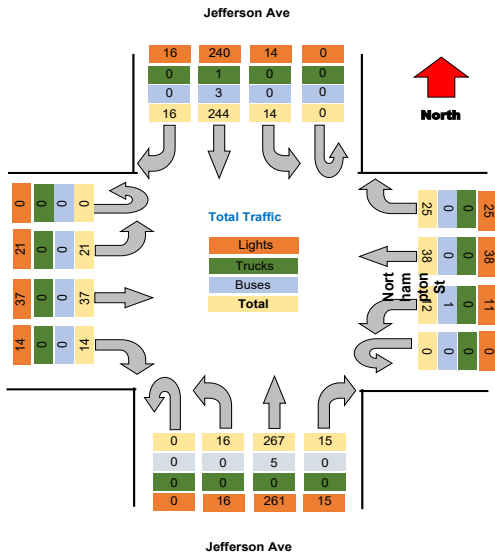 Jefferson Ave
16 240 14 0
0 1 0 0
0 3 0 0
16 244 14 0
North
0 0 0 0
21 0 0 21
37 0 0 37
14 0 0 14
Total Traffic
Lights
Trucks
Buses
Total
25 0 0 25
38 0 0 38
12 1 0 11
0 0 0 0
Nort
ham
pton
St
0 16 267 15
0 0 5 0
0 0 0 0
0 16 261 15
Jefferson Ave